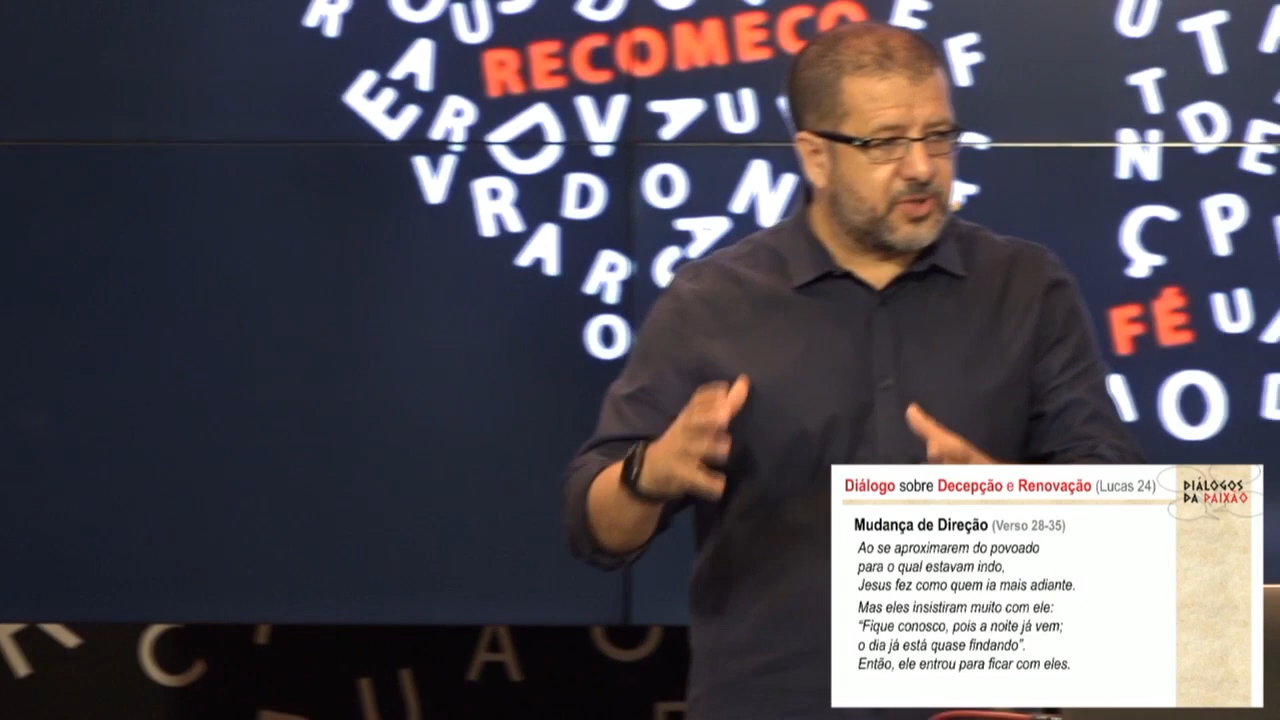 RECOMEÇO
FÉ
Diálogo sobre Decepção e Renovação (Lucas 24)
DIÁLOGOS
DA PAIXÃO
Mudança de Direção (Verso 28-35)
Ao se aproximarem do povoado
para o qual estavam indo,
Jesus fez como quem ia mais adiante.
Mas eles insistiram muito com ele:
“Fique conosco, pois a noite já vem;
o dia já está quase findando”.
Então, ele entrou para ficar com eles.